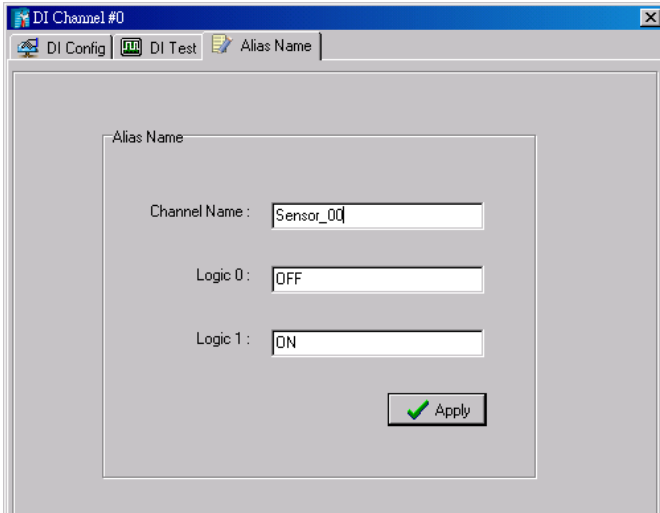 DI Channel #0
DI Config DI Test Alias Name
Alias Name
Channel Name : Sensor_00
Logic 0 : OFF
Logic 1 : ON
Apply